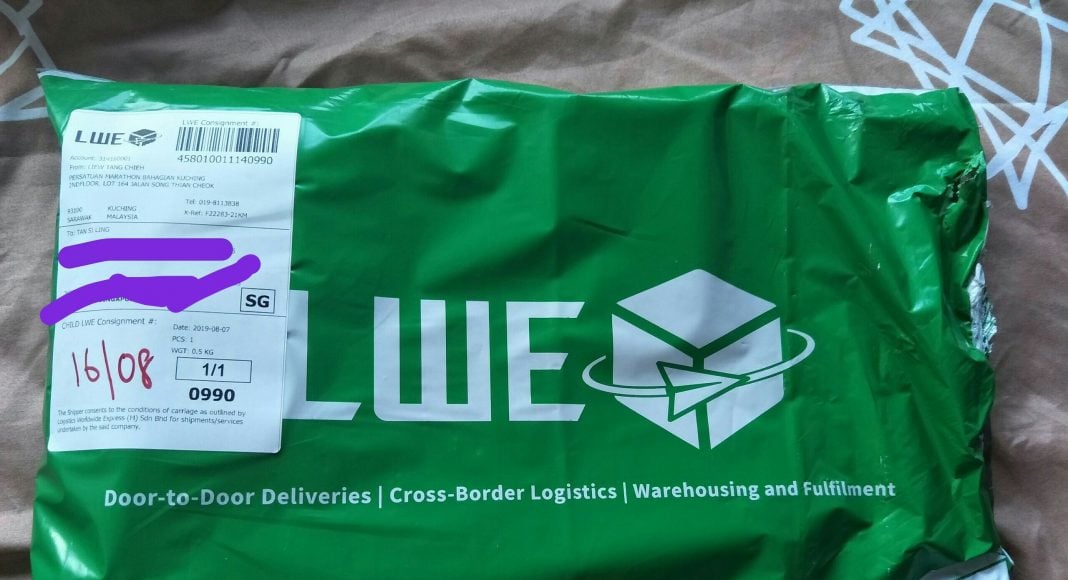 LWE
LWE Consignment #:
458010011140990
From: LIEW TANG CHIEH
PERSATUAN MARATHON BAHAGIAN KUCHING
LOT 164 JALAN SONG THIAN CHEOK
Tel: 019-8113838
93100 KUCHING
X-Ref: F22283-21KM
SARAWAK MALAYSIA
To: TAN SI LING
SG
CHILD LWE Consignment #:
Date: 2019-08-07
PCS: 1
WGT: 0.5 KG
16/08
1/1
0990
The Shipper consents to the conditions of carriage as outlined by
Logistics Worldwide Express (M) Sdn Bhd for shipments/services
undertaken by the said company.
LWE
Door-to-Door Deliveries | Cross-Border Logistics | Warehousing and Fulfilment